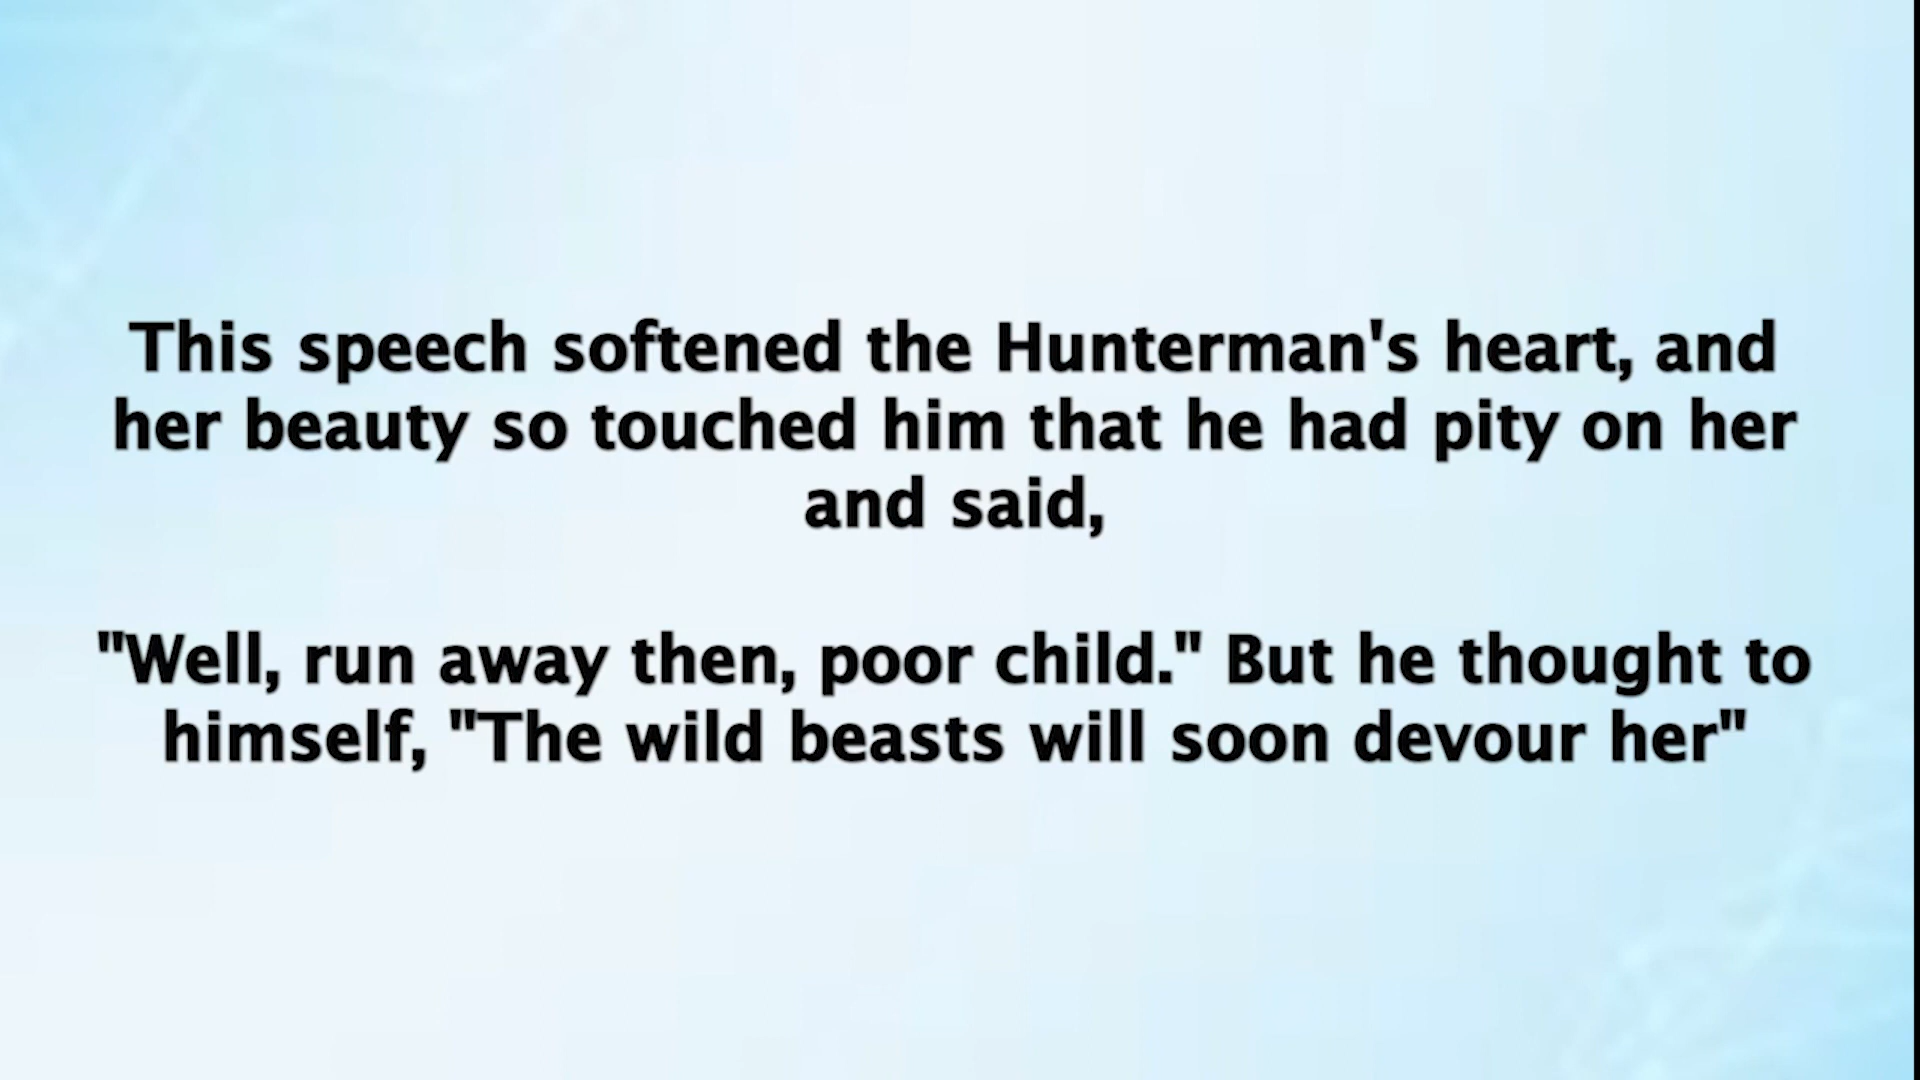 This speech softened the Hunterman's heart, and
her beauty so touched him that he had pity on her
and said,
"Well, run away then, poor child." But he thought to
himself, "The wild beasts will soon devour her"